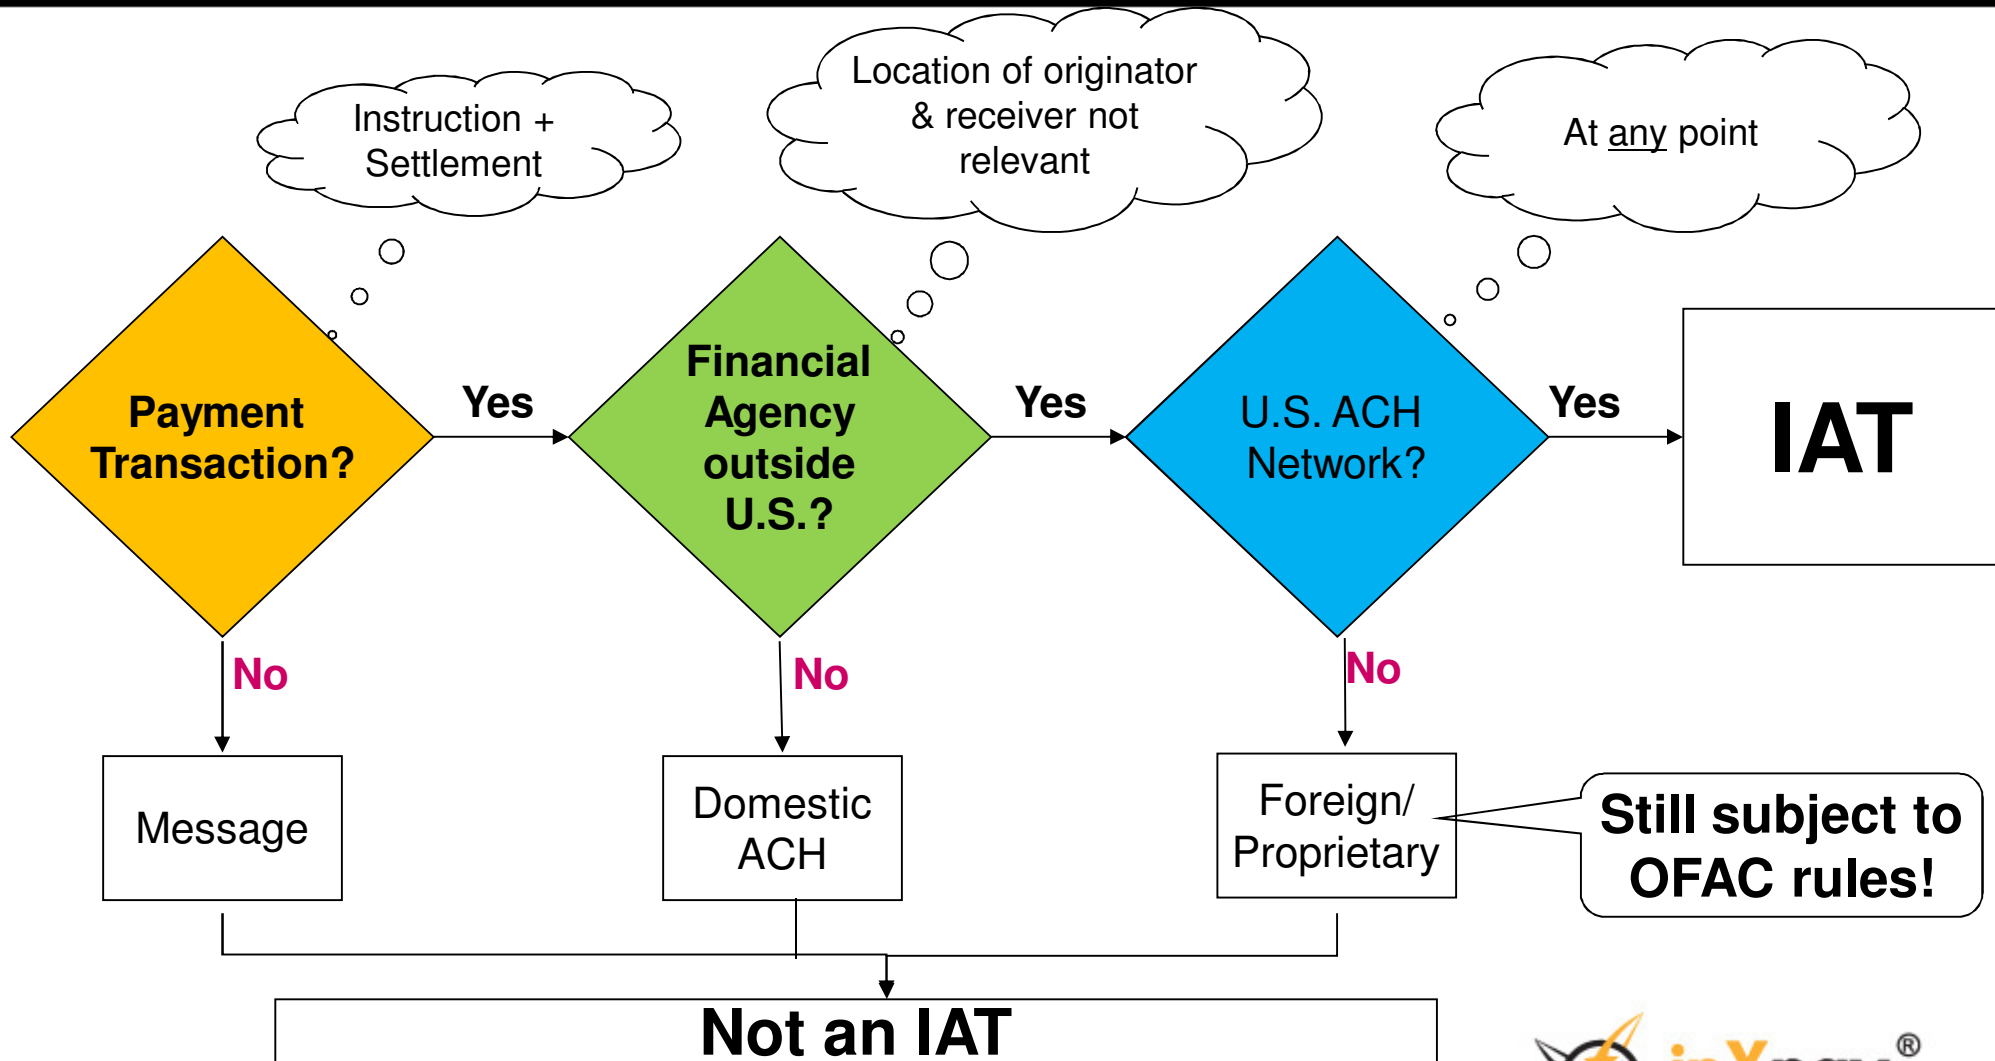 Instruction +
Settlement
Location of originator
& receiver not
relevant
At any point
Payment
Transaction?
Yes
Financial
Agency
outside
U.S.?
Yes
U.S. ACH
Network?
Yes
IAT
No
No
No
Message
Domestic
ACH
Foreign/
Proprietary
Still subject to
OFAC rules!
Not an IAT